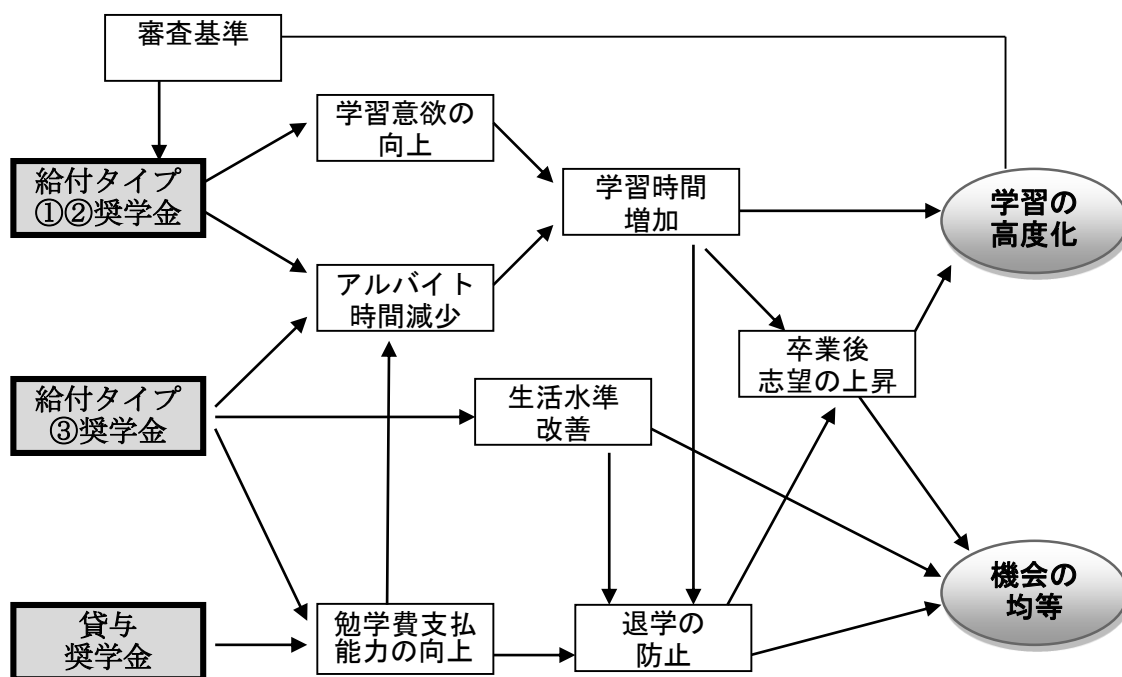 審査基準
学習意欲の
向上
給付タイプ
①②奨学金
学習時間
増加
学習の
高度化
アルバイト
時間減少
卒業後
志望の上昇
給付タイプ
③奨学金
生活水準
改善
機会の
均等
貸与
奨学金
勉学費支払
能力の向上
退学の
防止